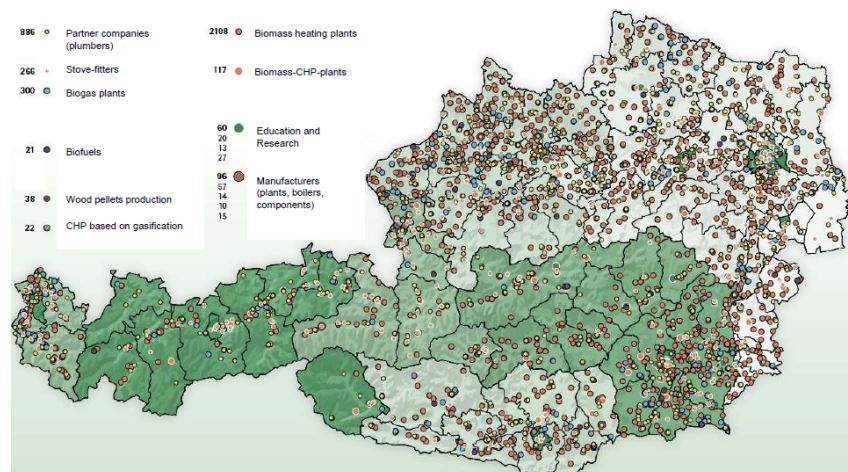 886 Partner companies
(plumbers)
266 Stove-fitters
300 Biogas plants
21 Biofuels
38 Wood pellets production
22 CHP based on gasification
2108 Biomass heating plants
117 Biomass-CHP-plants
60 Education and
20 Research
13
27
96 Manufacturers
57 (plants, boilers,
14 components)
10
15